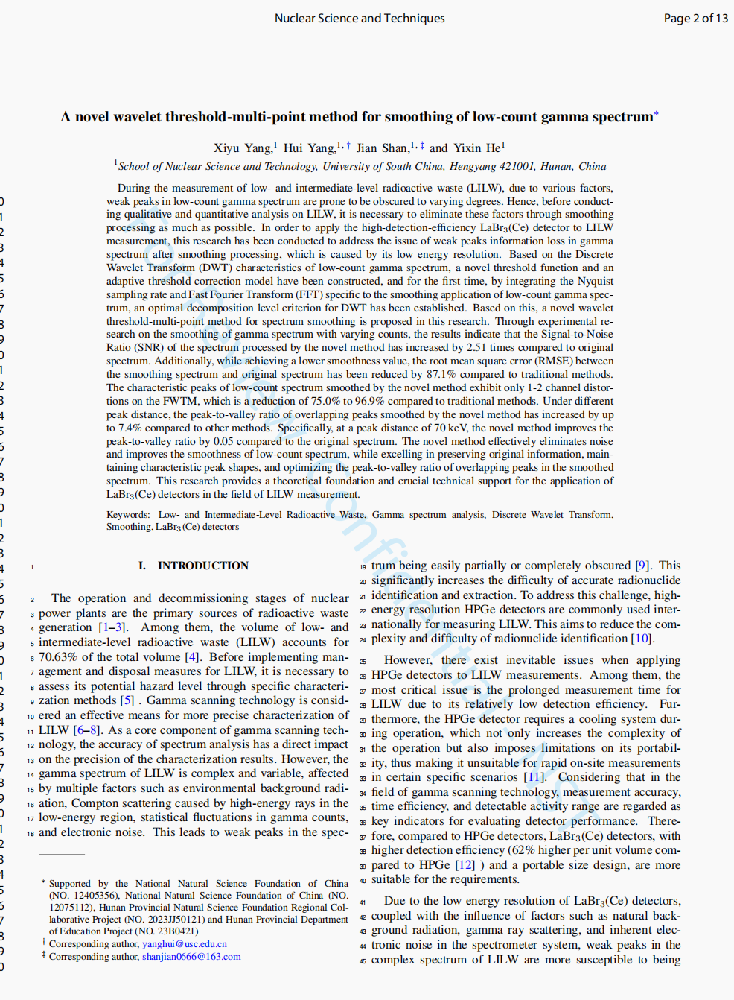 Nuclear Science and Techniques
Page 2 of 13
A novel wavelet threshold-multi-point method for smoothing of low-count gamma spectrum*
Xiyu Yang,1 Hui Yang,1, † Jian Shan,1, ‡ and Yixin He1
1School of Nuclear Science and Technology, University of South China, Hengyang 421001, Hunan, China
During the measurement of low- and intermediate-level radioactive waste (LILW), due to various factors,
weak peaks in low-count gamma spectrum are prone to be obscured to varying degrees. Hence, before conduct-
ing qualitative and quantitative analysis on LILW, it is necessary to eliminate these factors through smoothing
processing as much as possible. In order to apply the high-detection-efficiency LaBr3(Ce) detector to LILW
measurement, this research has been conducted to address the issue of weak peaks information loss in gamma
spectrum after smoothing processing, which is caused by its low energy resolution. Based on the Discrete
Wavelet Transform (DWT) characteristics of low-count gamma spectrum, a novel threshold function and an
adaptive threshold correction model have been constructed, and for the first time, by integrating the Nyquist
sampling rate and Fast Fourier Transform (FFT) specific to the smoothing application of low-count gamma spec-
trum, an optimal decomposition level criterion for DWT has been established. Based on this, a novel wavelet
threshold-multi-point method for spectrum smoothing is proposed in this research. Through experimental re-
search on the smoothing of gamma spectrum with varying counts, the results indicate that the Signal-to-Noise
Ratio (SNR) of the spectrum processed by the novel method has increased by 2.51 times compared to original
spectrum. Additionally, while achieving a lower smoothness value, the root mean square error (RMSE) between
the smoothing spectrum and original spectrum has been reduced by 87.1% compared to traditional methods.
The characteristic peaks of low-count spectrum smoothed by the novel method exhibit only 1-2 channel distor-
tions on the FWTM, which is a reduction of 75.0% to 96.9% compared to traditional methods. Under different
peak distance, the peak-to-valley ratio of overlapping peaks smoothed by the novel method has increased by up
to 7.4% compared to other methods. Specifically, at a peak distance of 70 keV, the novel method improves the
peak-to-valley ratio by 0.05 compared to the original spectrum. The novel method effectively eliminates noise
and improves the smoothness of low-count spectrum, while excelling in preserving original information, main-
taining characteristic peak shapes, and optimizing the peak-to-valley ratio of overlapping peaks in the smoothed
spectrum. This research provides a theoretical foundation and crucial technical support for the application of
LaBr3(Ce) detectors in the field of LILW measurement.
Keywords: Low- and Intermediate-Level Radioactive Waste, Gamma spectrum analysis, Discrete Wavelet Transform,
Smoothing, LaBr3(Ce) detectors
1 I. INTRODUCTION
2 The operation and decommissioning stages of nuclear
3 power plants are the primary sources of radioactive waste
4 generation [1–3]. Among them, the volume of low- and
5 intermediate-level radioactive waste (LILW) accounts for
6 70.63% of the total volume [4]. Before implementing man-
7 agement and disposal measures for LILW, it is necessary to
8 assess its potential hazard level through specific characteri-
9 zation methods [5] . Gamma scanning technology is consid-
10 ered an effective means for more precise characterization of
11 LILW [6–8]. As a core component of gamma scanning tech-
12 nology, the accuracy of spectrum analysis has a direct impact
13 on the precision of the characterization results. However, the
14 gamma spectrum of LILW is complex and variable, affected
15 by multiple factors such as environmental background radi-
16 ation, Compton scattering caused by high-energy rays in the
17 low-energy region, statistical fluctuations in gamma counts,
18 and electronic noise. This leads to weak peaks in the spec-
* Supported by the National Natural Science Foundation of China
(NO. 12405356), National Natural Science Foundation of China (NO.
12075112), Hunan Provincial Natural Science Foundation Regional Col-
laborative Project (NO. 2023JJ50121) and Hunan Provincial Department
of Education Project (NO. 23B0421)
† Corresponding author, yanghui@usc.edu.cn
‡ Corresponding author, shanjian0666@163.com
19 trum being easily partially or completely obscured [9]. This
20 significantly increases the difficulty of accurate radionuclide
21 identification and extraction. To address this challenge, high-
22 energy resolution HPGe detectors are commonly used inter-
23 nationally for measuring LILW. This aims to reduce the com-
24 plexity and difficulty of radionuclide identification [10].
25 However, there exist inevitable issues when applying
26 HPGe detectors to LILW measurements. Among them, the
27 most critical issue is the prolonged measurement time for
28 LILW due to its relatively low detection efficiency. Fur-
29 thermore, the HPGe detector requires a cooling system dur-
30 ing operation, which not only increases the complexity of
31 the operation but also imposes limitations on its portabil-
32 ity, thus making it unsuitable for rapid on-site measurements
33 in certain specific scenarios [11]. Considering that in the
34 field of gamma scanning technology, measurement accuracy,
35 time efficiency, and detectable activity range are regarded as
36 key indicators for evaluating detector performance. There-
37 fore, compared to HPGe detectors, LaBr3(Ce) detectors, with
38 higher detection efficiency (62% higher per unit volume com-
39 pared to HPGe [12] ) and a portable size design, are more
40 suitable for the requirements.
41 Due to the low energy resolution of LaBr3(Ce) detectors,
42 coupled with the influence of factors such as natural back-
43 ground radiation, gamma ray scattering, and inherent elec-
44 tronic noise in the spectrometer system, weak peaks in the
45 complex spectrum of LILW are more susceptible to being
For Review Confidential - NST